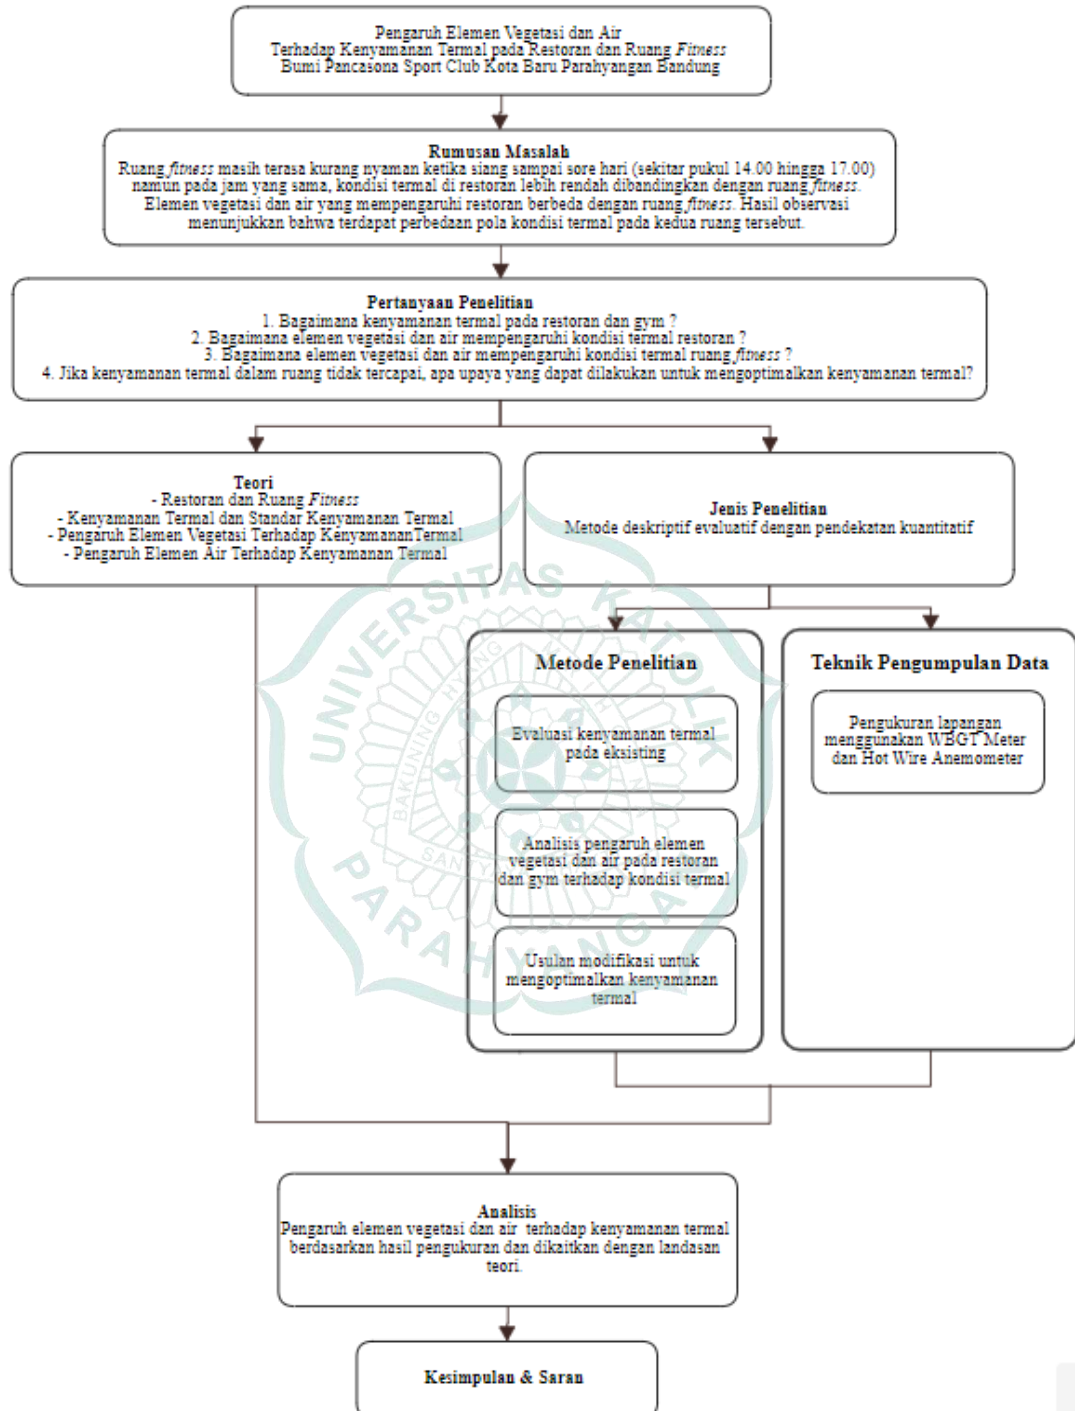 Pengaruh Elemen Vegetasi dan Air
Terhadap Kenyamanan Termal pada Restoran dan Ruang Fitness
Bumi Pancasona Sport Club Kota Baru Parahyangan Bandung
Rumusan Masalah
Ruang fitness masih terasa kurang nyaman ketika siang sampai sore hari (sekitar pukul 14.00 hingga 17.00)
namun pada jam yang sama, kondisi termal di restoran lebih rendah dibandingkan dengan ruang fitness.
Elemen vegetasi dan air yang mempengaruhi restoran berbeda dengan ruang fitness. Hasil observasi
menunjukkan bahwa terdapat perbedaan pola kondisi termal pada kedua ruang tersebut.
Pertanyaan Penelitian
1. Bagaimana kenyamanan termal pada restoran dan gym ?
2. Bagaimana elemen vegetasi dan air mempengaruhi kondisi termal restoran ?
3. Bagaimana elemen vegetasi dan air mempengaruhi kondisi termal ruang fitness ?
4. Jika kenyamanan termal dalam ruang tidak tercapai, apa upaya yang dapat dilakukan untuk mengoptimalkan kenyamanan termal?
Teori
- Restoran dan Ruang Fitness
- Kenyamanan Termal dan Standar Kenyamanan Termal
- Pengaruh Elemen Vegetasi Terhadap KenyamananTermal
- Pengaruh Elemen Air Terhadap Kenyamanan Termal
Jenis Penelitian
Metode deskriptif evaluatif dengan pendekatan kuantitatif
Metode Penelitian
Evaluasi kenyamanan termal
pada eksisting
Analisis pengaruh elemen
vegetasi dan air pada restoran
dan gym terhadap kondisi termal
Usulan modifikasi untuk
mengoptimalkan kenyamanan
termal
Teknik Pengumpulan Data
Pengukuran lapangan
menggunakan WBGT Meter
dan Hot Wire Anemometer
UNIVERSITAS KATOLIK
PARAHYANGAN
Analisis
Pengaruh elemen vegetasi dan air terhadap kenyamanan termal
berdasarkan hasil pengukuran dan dikaitkan dengan landasan
teori.
Kesimpulan & Saran